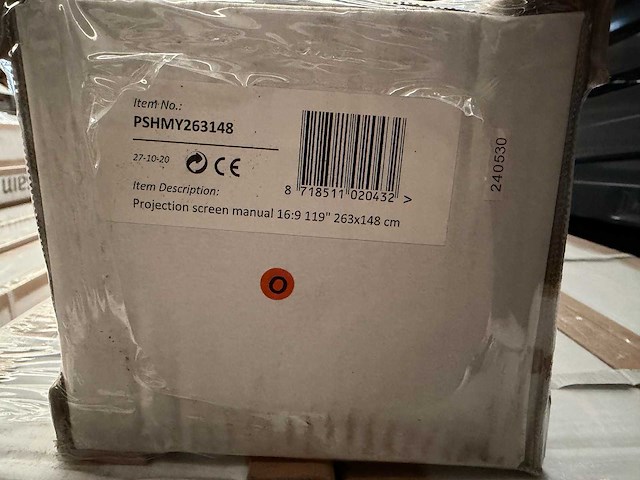 Item No.:
PSHMY263148
27-10-20
CE
8 718511 020432 >
Item Description:
Projection screen manual 16:9 119" 263x148 cm
240530
O